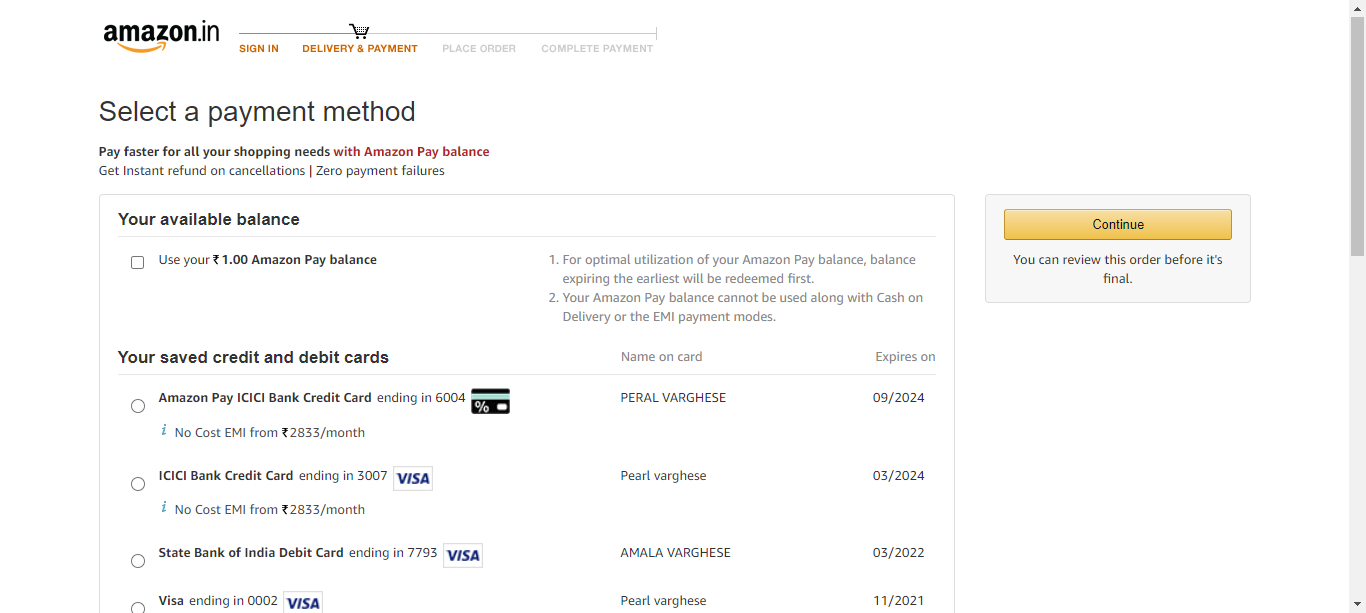 amazon.in
SIGN IN DELIVERY & PAYMENT PLACE ORDER COMPLETE PAYMENT
Select a payment method
Pay faster for all your shopping needs with Amazon Pay balance
Get Instant refund on cancellations | Zero payment failures
Your available balance
Use your ₹ 1.00 Amazon Pay balance
1. For optimal utilization of your Amazon Pay balance, balance
expiring the earliest will be redeemed first.
2. Your Amazon Pay balance cannot be used along with Cash on
Delivery or the EMI payment modes.
Continue
You can review this order before it's
final.
Your saved credit and debit cards Name on card Expires on
Amazon Pay ICICI Bank Credit Card ending in 6004 % PERAL VARGHESE 09/2024
i No Cost EMI from ₹2833/month
ICICI Bank Credit Card ending in 3007 VISA Pearl varghese 03/2024
i No Cost EMI from ₹2833/month
State Bank of India Debit Card ending in 7793 VISA AMALA VARGHESE 03/2022
Visa ending in 0002 VISA Pearl varghese 11/2021